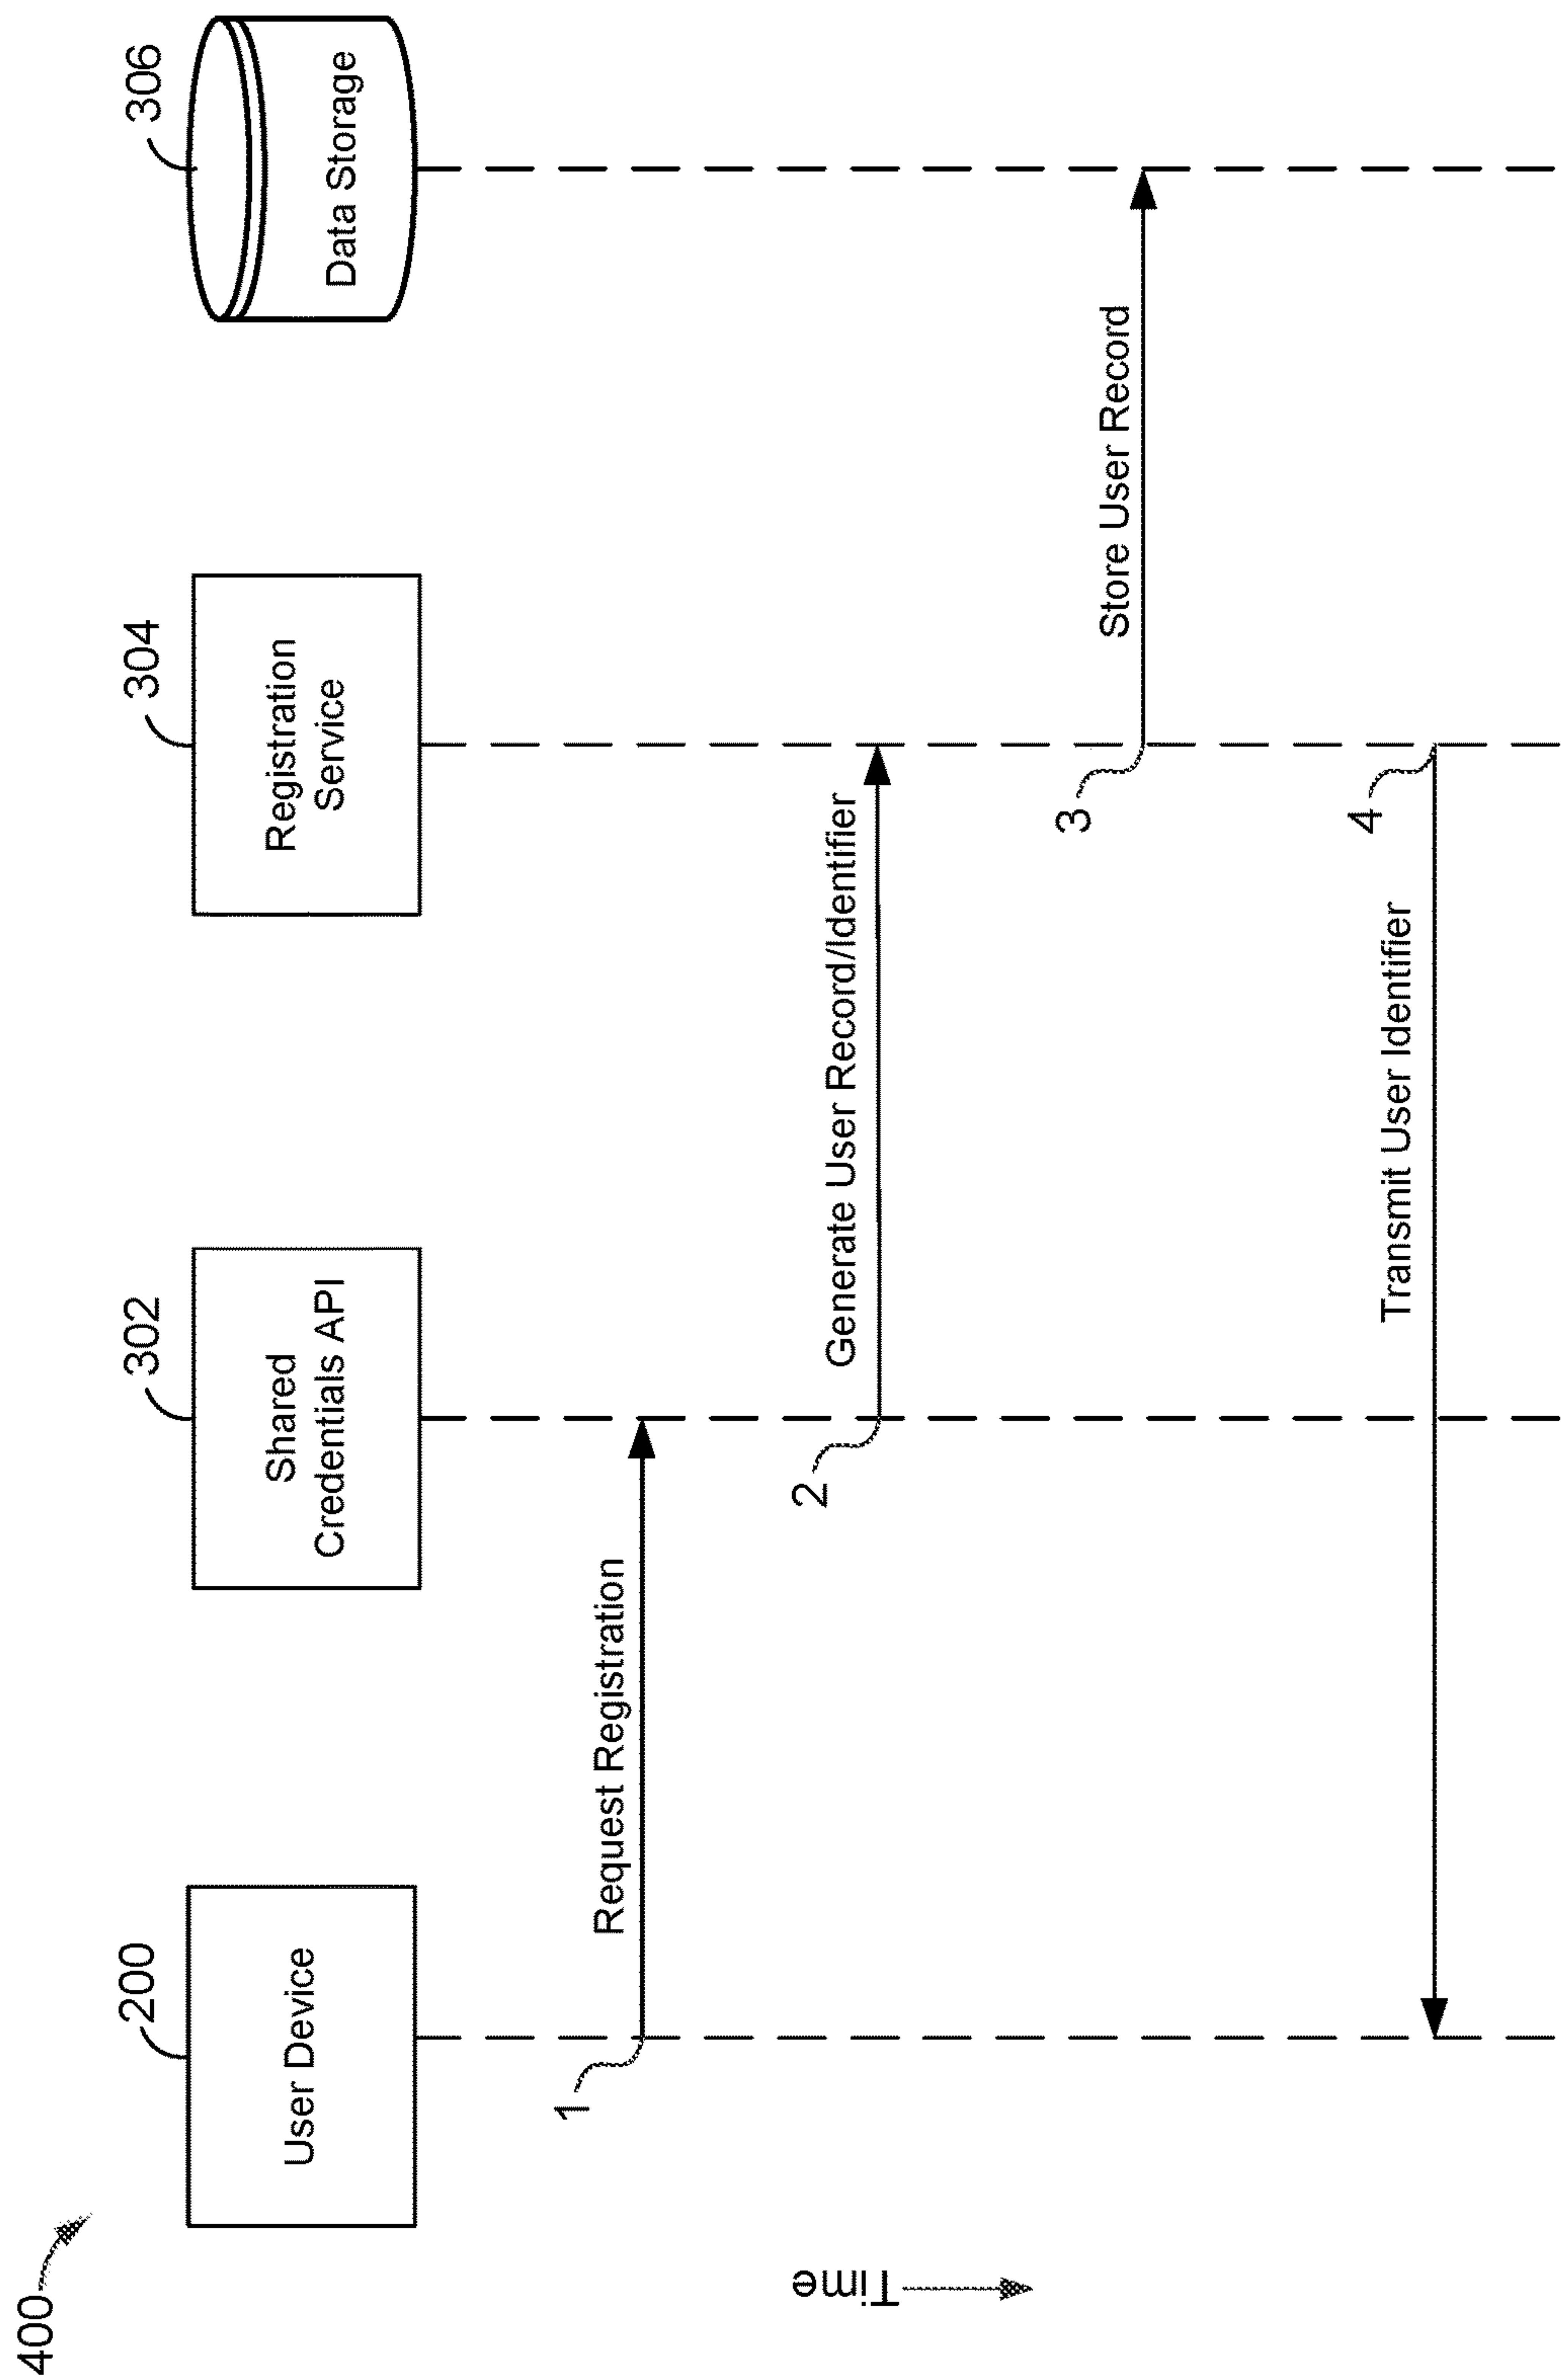 400
200
User Device
302
Shared
Credentials API
304
Registration
Service
306
Data Storage
1
Request Registration
2
Generate User Record/Identifier
Time
3
Store User Record
4
Transmit User Identifier